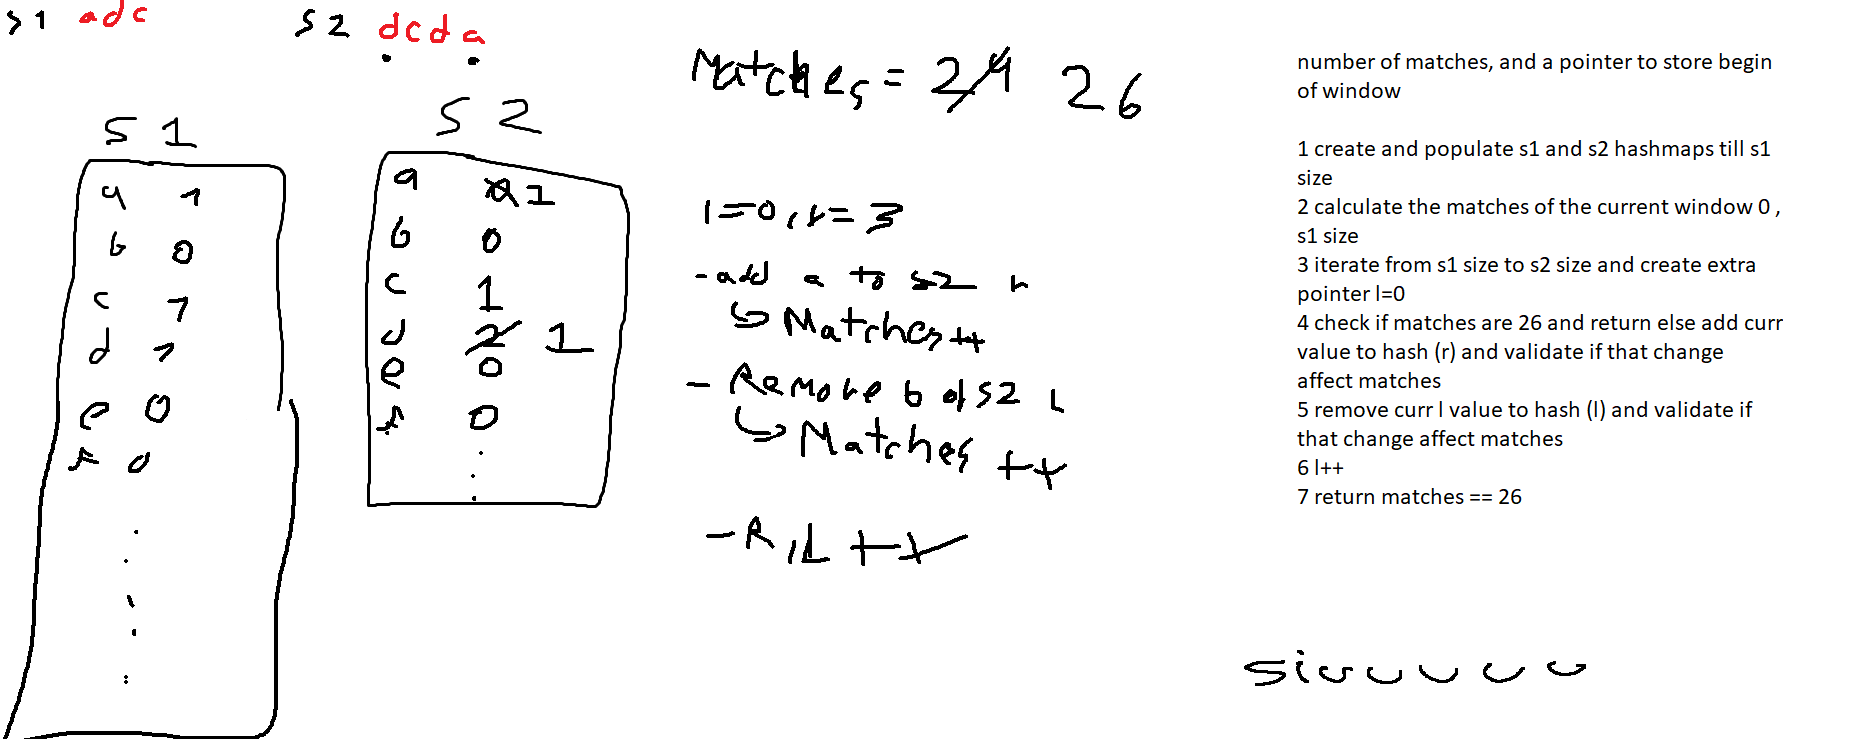 s1 adc
s2 dcda
Matches = 24 26
s1
a 1
b 0
c 1
d 1
e 0
f 0
s2
a 0 1
b 0
c 1
d 2 1
e 0
f 0
l=0, r=3
- add a to s2 r
Matches++
- Remove b of s2 L
Matches ++
- R, L ++
number of matches, and a pointer to store begin
of window
1 create and populate s1 and s2 hashmaps till s1
size
2 calculate the matches of the current window 0 ,
s1 size
3 iterate from s1 size to s2 size and create extra
pointer l=0
4 check if matches are 26 and return else add curr
value to hash (r) and validate if that change
affect matches
5 remove curr l value to hash (l) and validate if
that change affect matches
6 l++
7 return matches == 26
siuuuuu